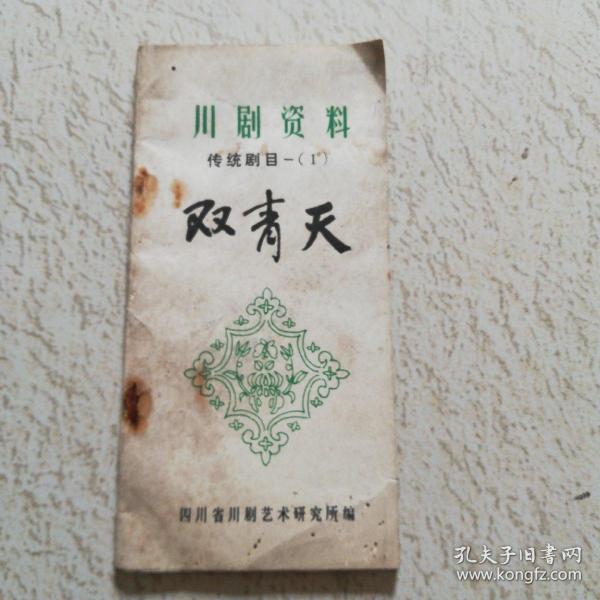 川剧资料
传统剧目—(1)
双青天
四川省川剧艺术研究所编
孔夫子旧书网
www.kongfz.com